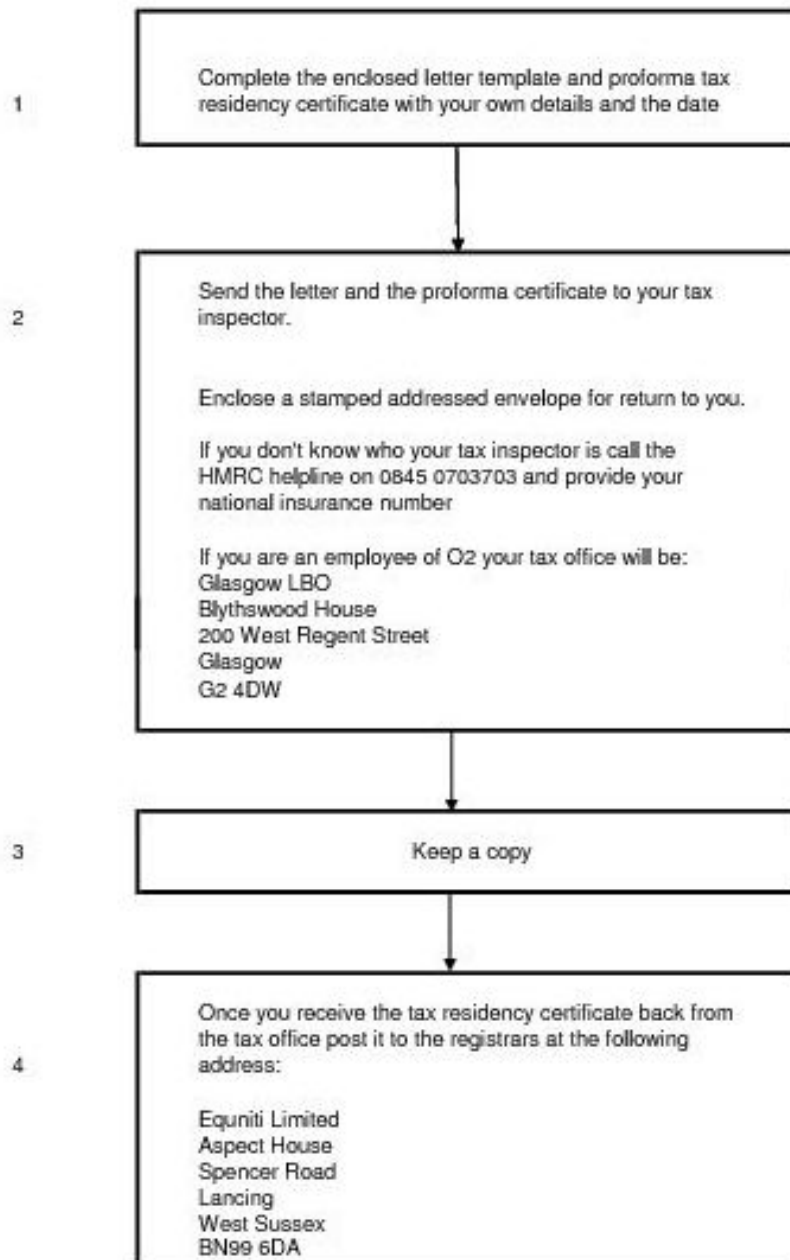 1
Complete the enclosed letter template and proforma tax
residency certificate with your own details and the date
2
Send the letter and the proforma certificate to your tax
inspector.
Enclose a stamped addressed envelope for return to you.
If you don't know who your tax inspector is call the
HMRC helpline on 0845 0703703 and provide your
national insurance number
If you are an employee of O2 your tax office will be:
Glasgow LBO
Blythswood House
200 West Regent Street
Glasgow
G2 4DW
3
Keep a copy
4
Once you receive the tax residency certificate back from
the tax office post it to the registrars at the following
address:
Equniti Limited
Aspect House
Spencer Road
Lancing
West Sussex
BN99 6DA